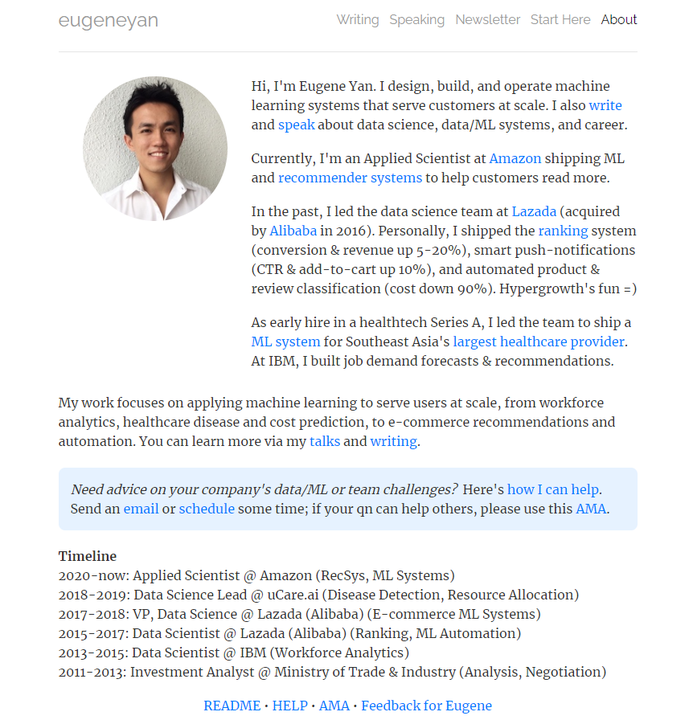 eugeneyan
Writing Speaking Newsletter Start Here About
Hi, I'm Eugene Yan. I design, build, and operate machine
learning systems that serve customers at scale. I also write
and speak about data science, data/ML systems, and career.
Currently, I'm an Applied Scientist at Amazon shipping ML
and recommender systems to help customers read more.
In the past, I led the data science team at Lazada (acquired
by Alibaba in 2016). Personally, I shipped the ranking system
(conversion & revenue up 5-20%), smart push-notifications
(CTR & add-to-cart up 10%), and automated product &
review classification (cost down 90%). Hypergrowth's fun =)
As early hire in a healthtech Series A, I led the team to ship a
ML system for Southeast Asia's largest healthcare provider.
At IBM, I built job demand forecasts & recommendations.
My work focuses on applying machine learning to serve users at scale, from workforce
analytics, healthcare disease and cost prediction, to e-commerce recommendations and
automation. You can learn more via my talks and writing.
Need advice on your company's data/ML or team challenges? Here's how I can help.
Send an email or schedule some time; if your qn can help others, please use this AMA.
Timeline
2020-now: Applied Scientist @ Amazon (RecSys, ML Systems)
2018-2019: Data Science Lead @ uCare.ai (Disease Detection, Resource Allocation)
2017-2018: VP, Data Science @ Lazada (Alibaba) (E-commerce ML Systems)
2015-2017: Data Scientist @ Lazada (Alibaba) (Ranking, ML Automation)
2013-2015: Data Scientist @ IBM (Workforce Analytics)
2011-2013: Investment Analyst @ Ministry of Trade & Industry (Analysis, Negotiation)
README • HELP • AMA • Feedback for Eugene